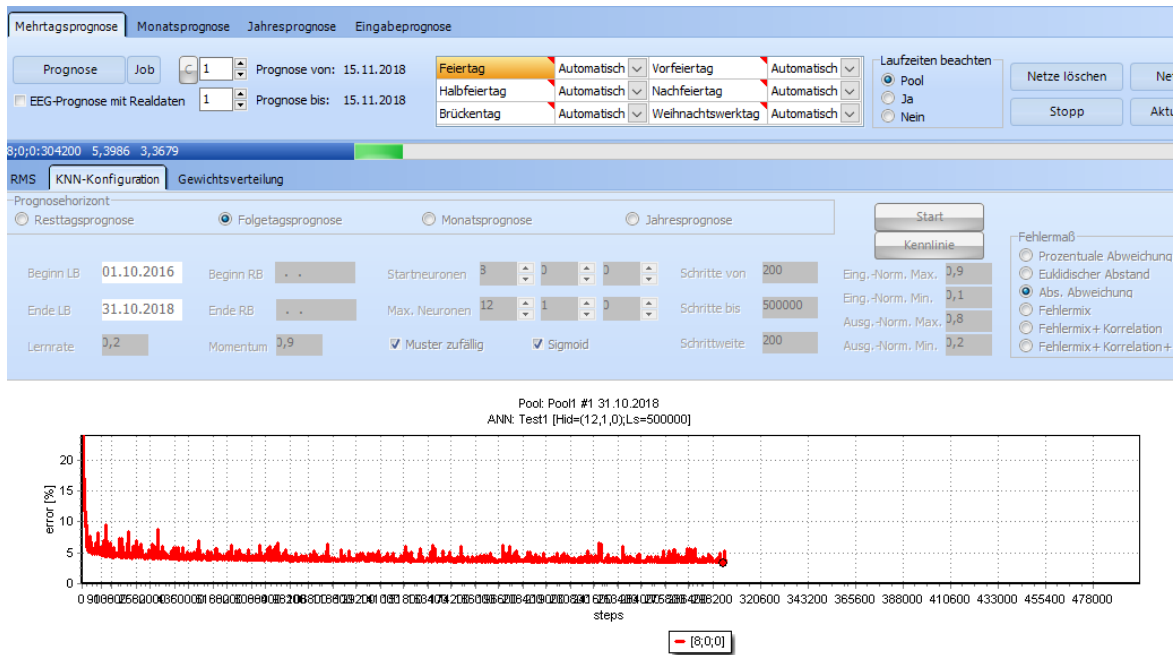 Mehrtagsprognose Monatsprognose Jahresprognose Eingabeprognose
Prognose Job C 1 Prognose von: 15.11.2018
EEG-Prognose mit Realdaten 1 Prognose bis: 15.11.2018
Feiertag Automatisch Vorfeiertag Automatisch
Halbfeiertag Automatisch Nachfeiertag Automatisch
Brückentag Automatisch Weihnachtswerktag Automatisch
Laufzeiten beachten
Pool
Ja
Nein
Netze löschen
Stopp
8;0;0:304200 5,3986 3,3679
RMS KNN-Konfiguration Gewichtsverteilung
Prognosehorizont
Resttagsprognose Folgetagsprognose Monatsprognose Jahresprognose
Start
Kennlinie
Beginn LB 01.10.2016 Beginn RB . . Startneuronen 8 0 0 Schritte von 200 Eing.-Norm. Max. 0,9
Eing.-Norm. Min. 0,1
Ende LB 31.10.2018 Ende RB . . Max. Neuronen 12 1 0 Schritte bis 500000
Ausg.-Norm. Max. 0,8
Lernrate 0,2 Momentum 0,9 Muster zufällig Sigmoid Schrittweite 200 Ausg.-Norm. Min. 0,2
Fehlermaß
Prozentuale Abweichung
Euklidischer Abstand
Abs. Abweichung
Fehlermix
Fehlermix+ Korrelation
Fehlermix+ Korrelation+
Pool: Pool1 #1 31.10.2018
ANN: Test1 [Hid=(12,1,0);Ls=500000]
error [%]
20
15
10
5
0
0 320600 343200 365600 388000 410600 433000 455400 478000
steps
[8;0;0]